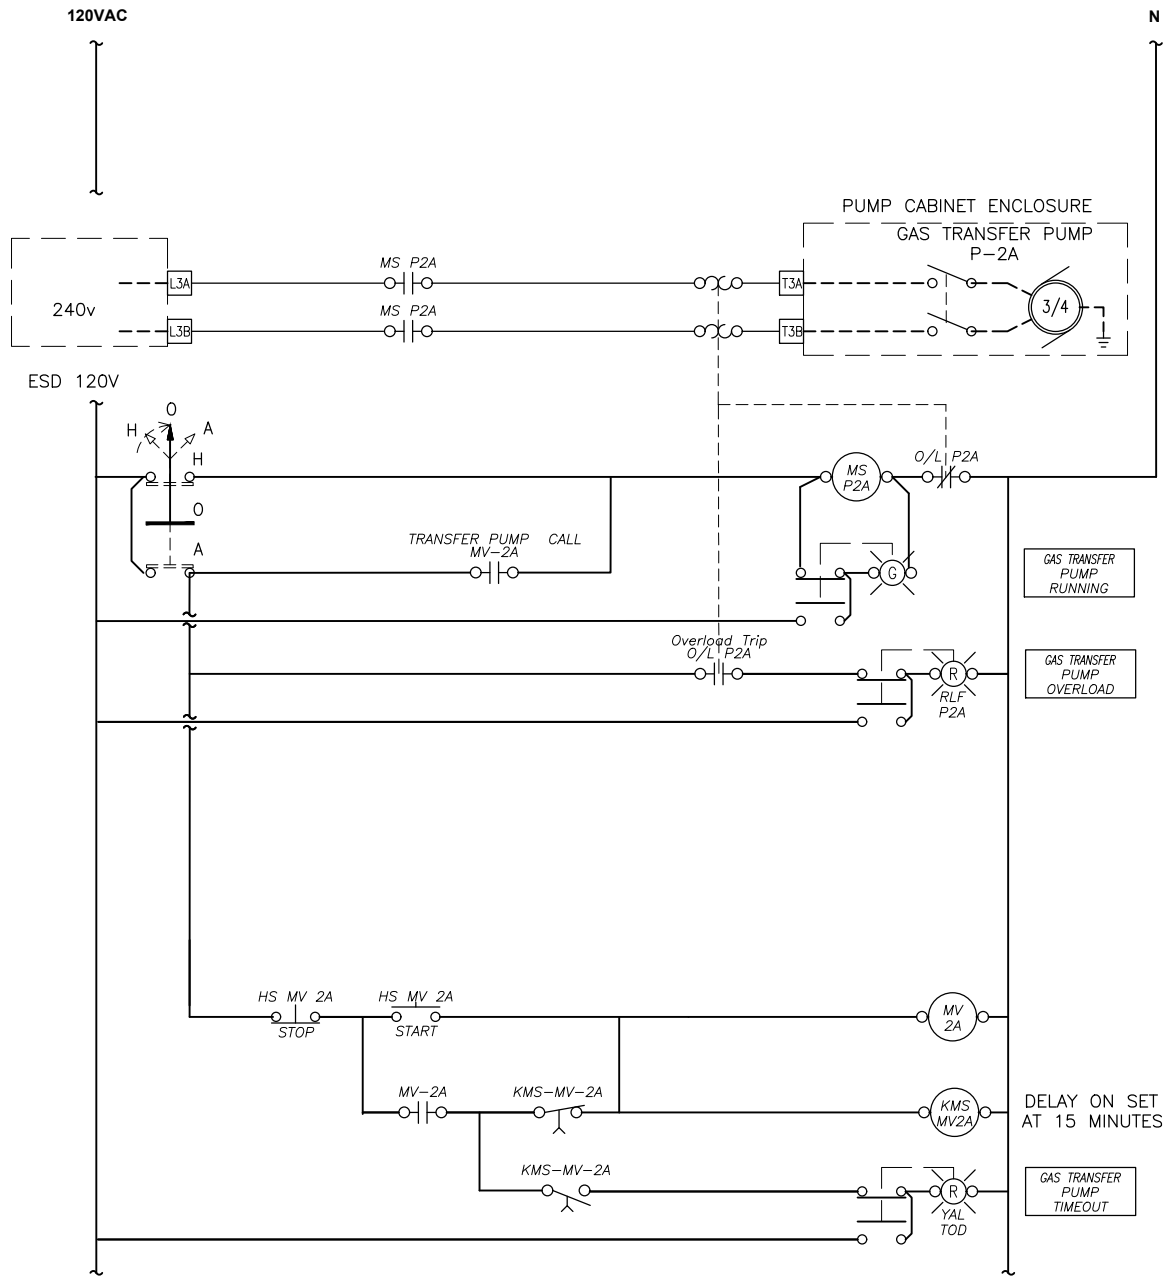 120VAC
N
PUMP CABINET ENCLOSURE
GAS TRANSFER PUMP
P-2A
MS P2A
L3A
T3A
240v
3/4
MS P2A
L3B
T3B
ESD 120V
O
H
A
H
O/L P2A
MS
P2A
O
TRANSFER PUMP CALL
MV-2A
A
G
GAS TRANSFER
PUMP
RUNNING
Overload Trip
O/L P2A
R
RLF
P2A
GAS TRANSFER
PUMP
OVERLOAD
HS MV 2A
STOP
HS MV 2A
START
MV
2A
MV-2A
KMS-MV-2A
KMS
MV2A
DELAY ON SET
AT 15 MINUTES
KMS-MV-2A
R
YAL
TOD
GAS TRANSFER
PUMP
TIMEOUT